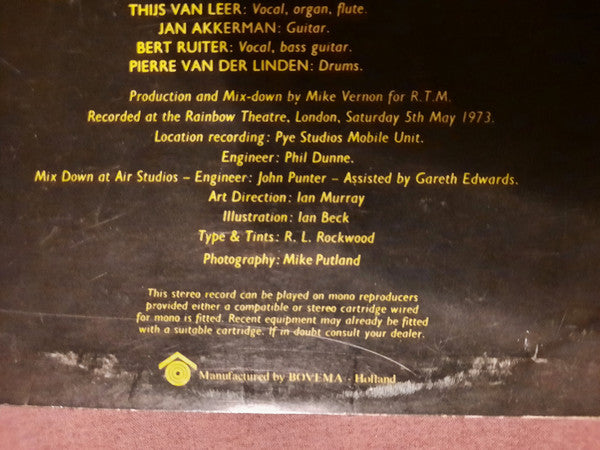 THIJS VAN LEER: Vocal, organ, flute.
JAN AKKERMAN: Guitar.
BERT RUITER: Vocal, bass guitar.
PIERRE VAN DER LINDEN: Drums.
Production and Mix-down by Mike Vernon for R.T.M.
Recorded at the Rainbow Theatre, London, Saturday 5th May 1973.
Location recording: Pye Studios Mobile Unit.
Engineer: Phil Dunne.
Mix Down at Air Studios – Engineer: John Punter – Assisted by Gareth Edwards.
Art Direction: Ian Murray
Illustration: Ian Beck
Type & Tints: R. L. Rockwood
Photography: Mike Putland
This stereo record can be played on mono reproducers
provided either a compatible or stereo cartridge wired
for mono is fitted. Recent equipment may already be fitted
with a suitable cartridge. If in doubt consult your dealer.
Manufactured by BOVEMA - Holland